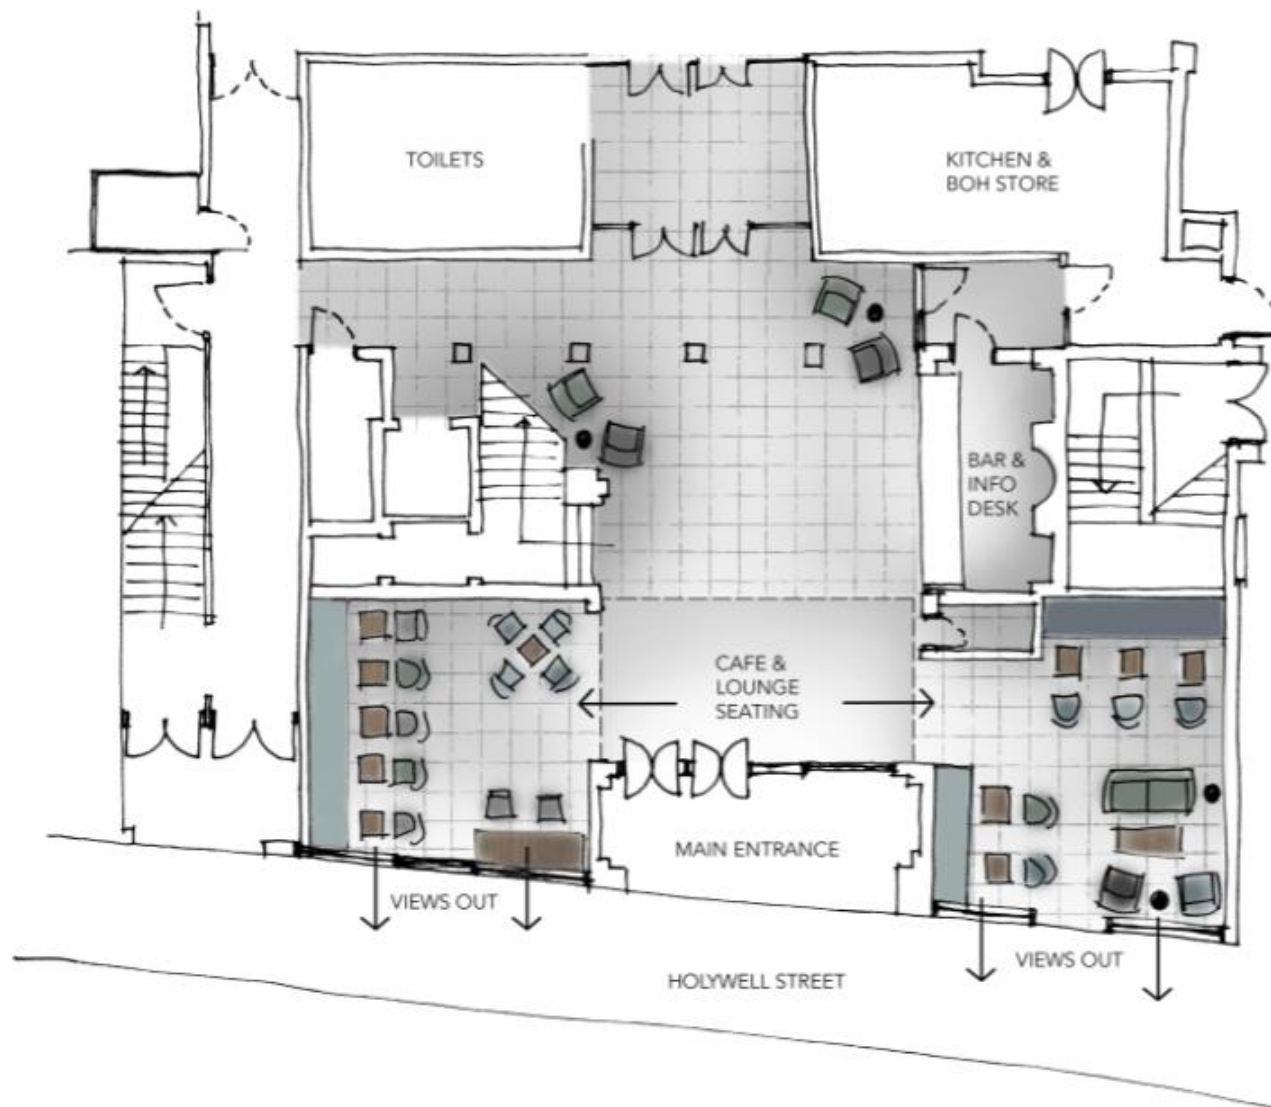 TOILETS
KITCHEN &
BOH STORE
BAR &
INFO
DESK
CAFE &
LOUNGE
SEATING
MAIN ENTRANCE
VIEWS OUT
VIEWS OUT
HOLYWELL STREET